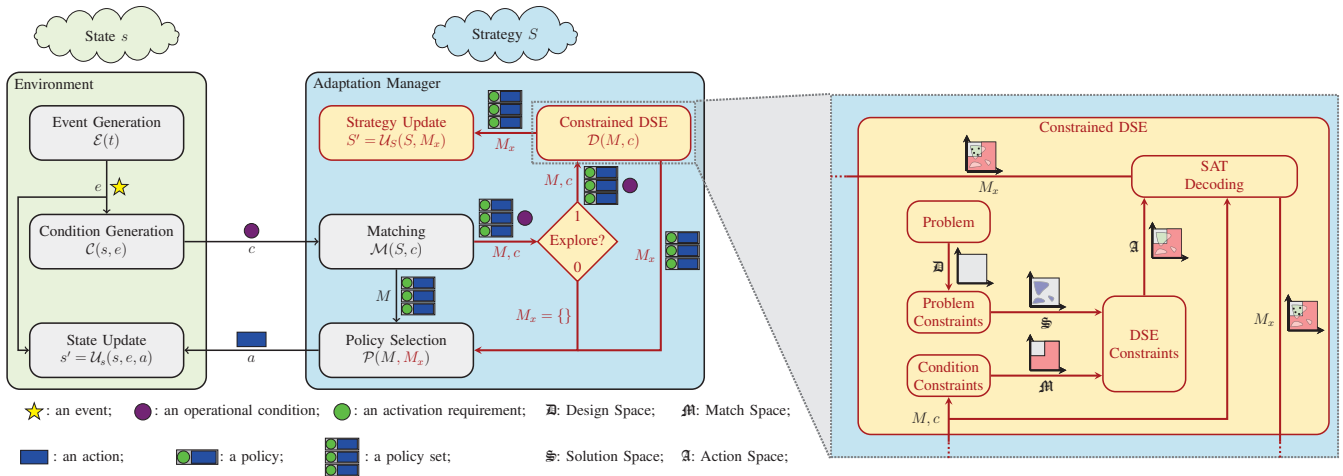 State s
Strategy S
Environment
Event Generation
ℰ(t)
e
Condition Generation
𝒞(s, e)
c
State Update
s′ = 𝒰ₛ(s, e, a)
a
Adaptation Manager
Strategy Update
S′ = 𝒰_S(S, Mₓ)
Mₓ
Constrained DSE
𝒟(M, c)
M, c
Matching
ℳ(S, c)
M, c
1
Explore?
0
Mₓ
M
Mₓ = {}
Policy Selection
𝒫(M, Mₓ)
Constrained DSE
Mₓ
SAT
Decoding
Problem
𝔇
𝔄
Problem
Constraints
𝕾
DSE
Constraints
Mₓ
Condition
Constraints
𝔐
M, c
: an event;
: an operational condition;
: an activation requirement;
𝕯: Design Space;
𝕸: Match Space;
: an action;
: a policy;
: a policy set;
𝕾: Solution Space;
𝕬: Action Space;